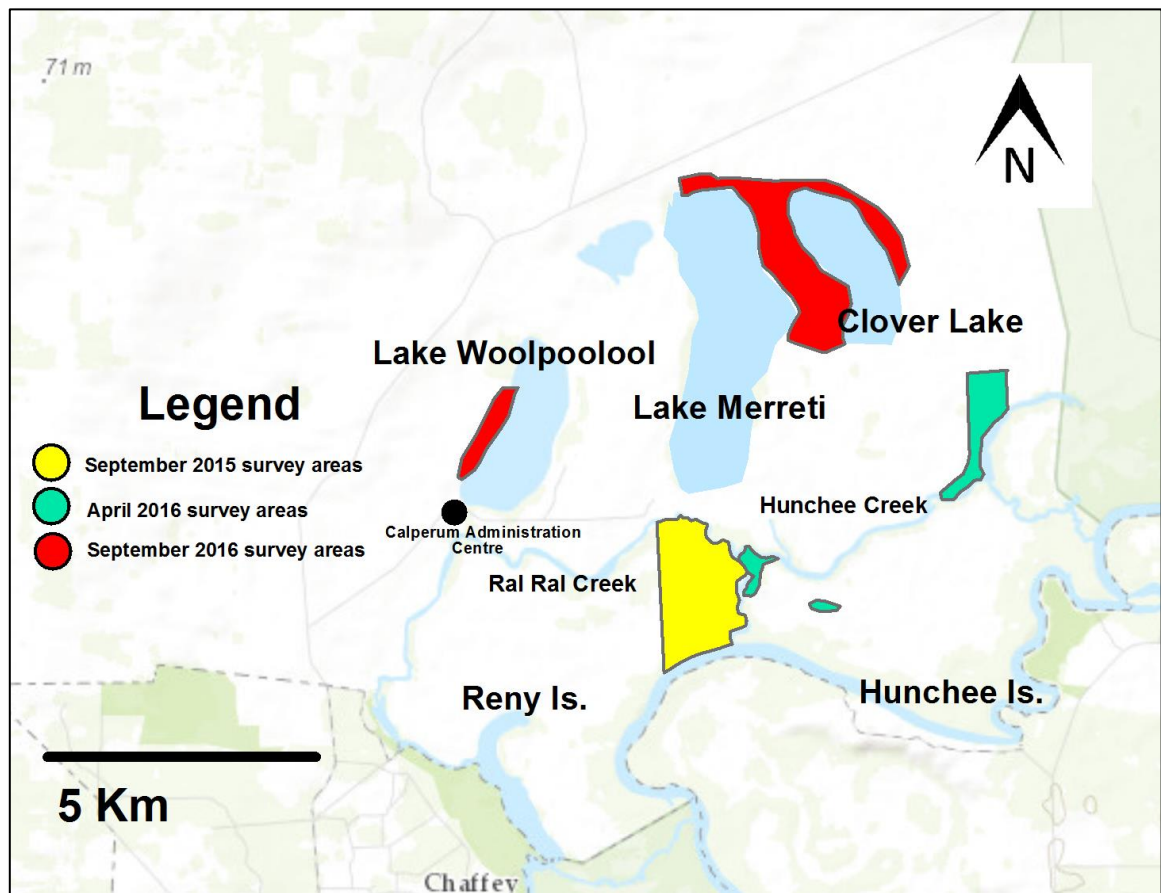 71 m
N
Clover Lake
Lake Woolpoolool
Lake Merreti
Legend
September 2015 survey areas
April 2016 survey areas
September 2016 survey areas
Hunchee Creek
Calperum Administration
Centre
Ral Ral Creek
Reny Is.
Hunchee Is.
5 Km
Chaffey